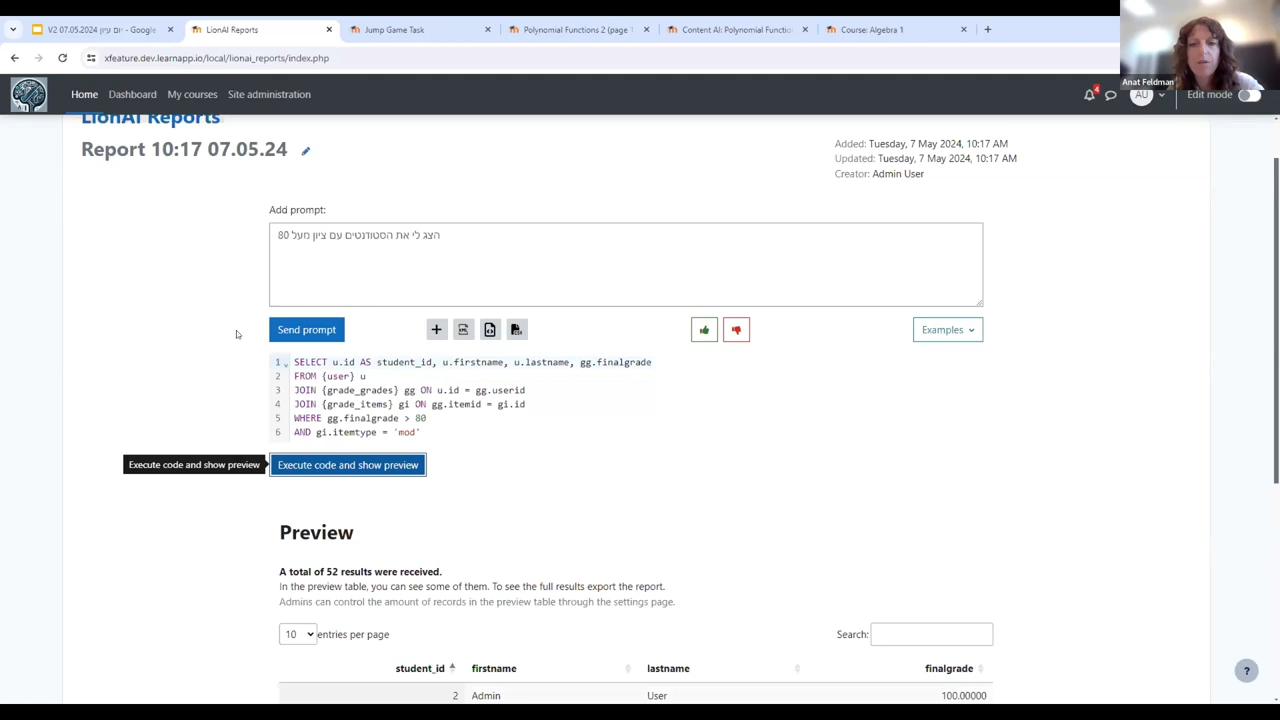 V2 07.05.2024 יום עיון - Google
LionAI Reports
Jump Game Task
Polynomial Functions 2 (page
Content AI: Polynomial Functio
Course: Algebra 1
xfeature.dev.learnapp.io/local/lionai_reports/index.php
Anat Feldman
Home Dashboard My courses Site administration
4
AU
Edit mode
LionAI Reports
Report 10:17 07.05.24
Added: Tuesday, 7 May 2024, 10:17 AM
Updated: Tuesday, 7 May 2024, 10:17 AM
Creator: Admin User
Add prompt:
הצג לי את הסטודנטים עם ציון מעל 80
Send prompt
Examples
1 SELECT u.id AS student_id, u.firstname, u.lastname, gg.finalgrade
2 FROM {user} u
3 JOIN {grade_grades} gg ON u.id = gg.userid
4 JOIN {grade_items} gi ON gg.itemid = gi.id
5 WHERE gg.finalgrade > 80
6 AND gi.itemtype = 'mod'
Execute code and show preview
Execute code and show preview
Preview
A total of 52 results were received.
In the preview table, you can see some of them. To see the full results export the report.
Admins can control the amount of records in the preview table through the settings page.
10 entries per page
Search:
student_id firstname lastname finalgrade
2 Admin User 100.00000
?